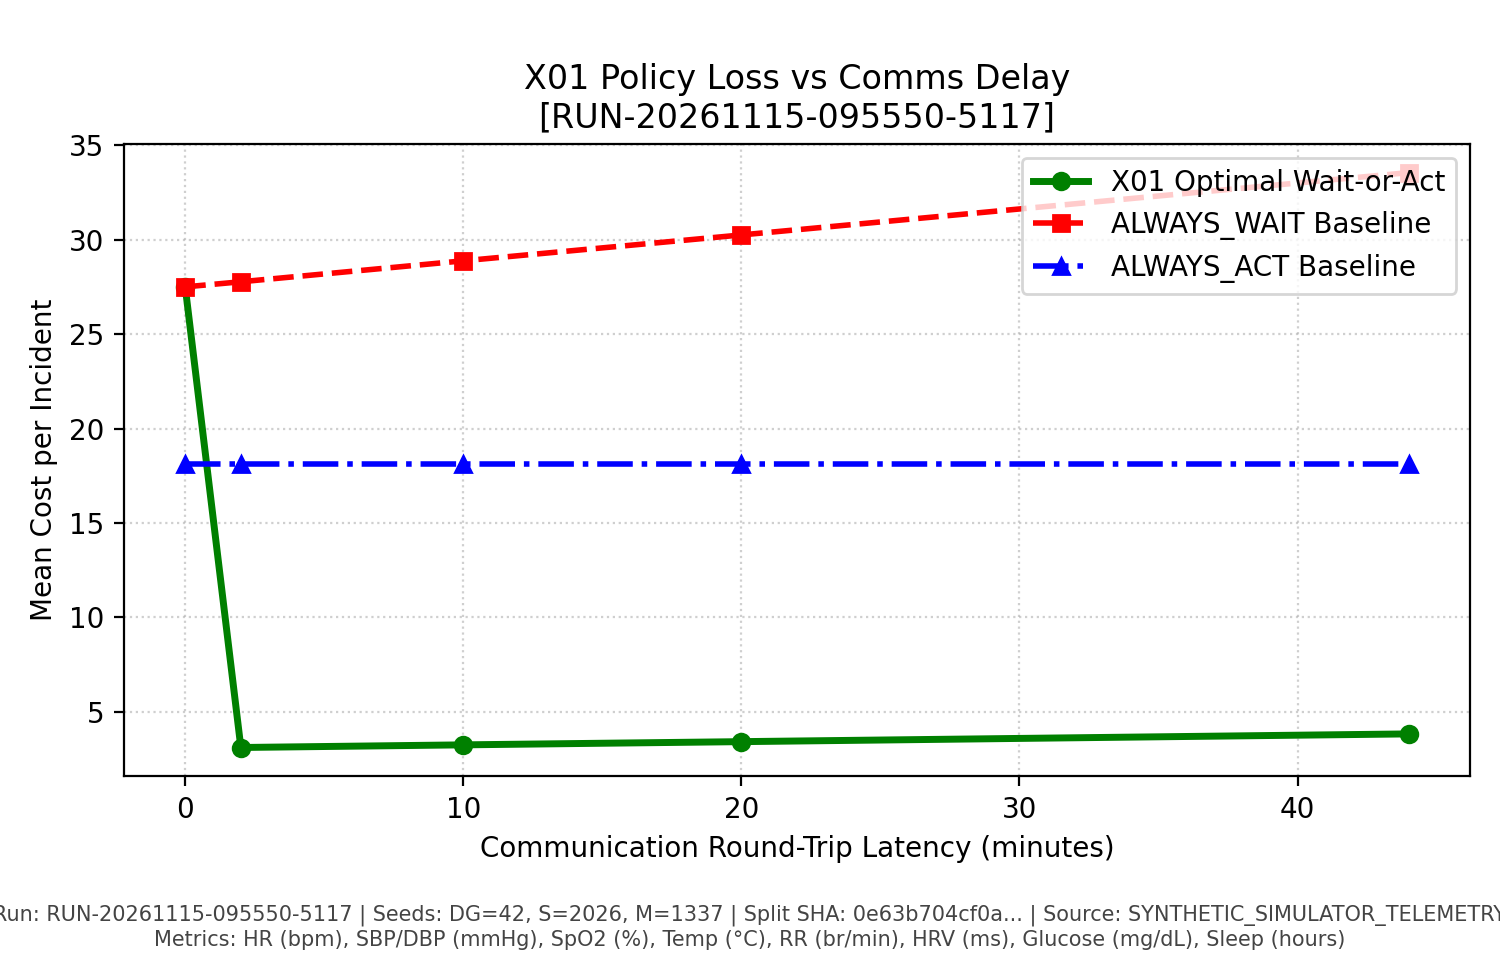 X01 Policy Loss vs Comms Delay
[RUN-20261115-095550-5117]
35
30
25
20
15
10
5
Mean Cost per Incident
X01 Optimal Wait-or-Act
ALWAYS_WAIT Baseline
ALWAYS_ACT Baseline
0 10 20 30 40
Communication Round-Trip Latency (minutes)
Run: RUN-20261115-095550-5117 | Seeds: DG=42, S=2026, M=1337 | Split SHA: 0e63b704cf0a... | Source: SYNTHETIC_SIMULATOR_TELEMETRY
Metrics: HR (bpm), SBP/DBP (mmHg), SpO2 (%), Temp (°C), RR (br/min), HRV (ms), Glucose (mg/dL), Sleep (hours)